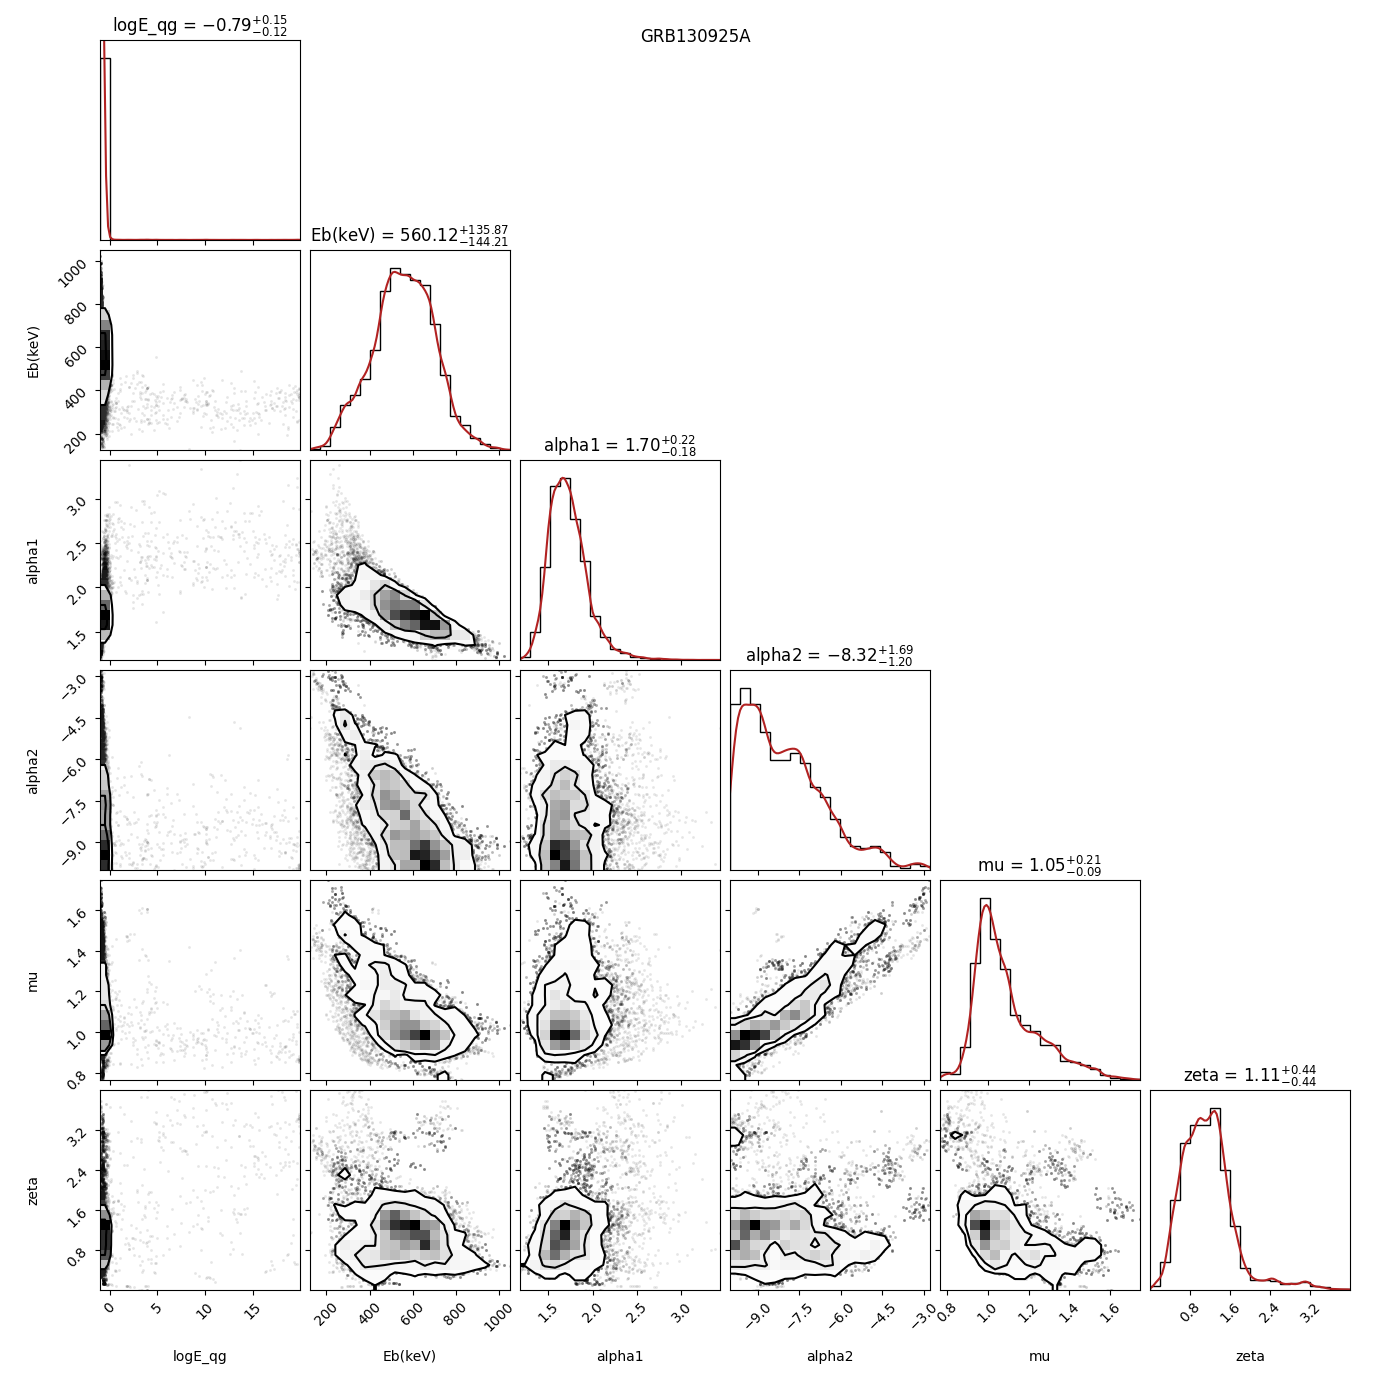 logE_qg = −0.79+0.15−0.12
GRB130925A
Eb(keV) = 560.12+135.87−144.21
1000
800
600
400
200
Eb(keV)
alpha1 = 1.70+0.22−0.18
3.0
2.5
2.0
1.5
alpha1
alpha2 = −8.32+1.69−1.20
−3.0
−4.5
−6.0
−7.5
−9.0
alpha2
mu = 1.05+0.21−0.09
1.6
1.4
1.2
1.0
0.8
mu
zeta = 1.11+0.44−0.44
3.2
2.4
1.6
0.8
zeta
0 5 10 15 200 400 600 800 1000 1.5 2.0 2.5 3.0 −9.0 −7.5 −6.0 −4.5 −3.0 0.8 1.0 1.2 1.4 1.6 0.8 1.6 2.4 3.2
logE_qg Eb(keV) alpha1 alpha2 mu zeta